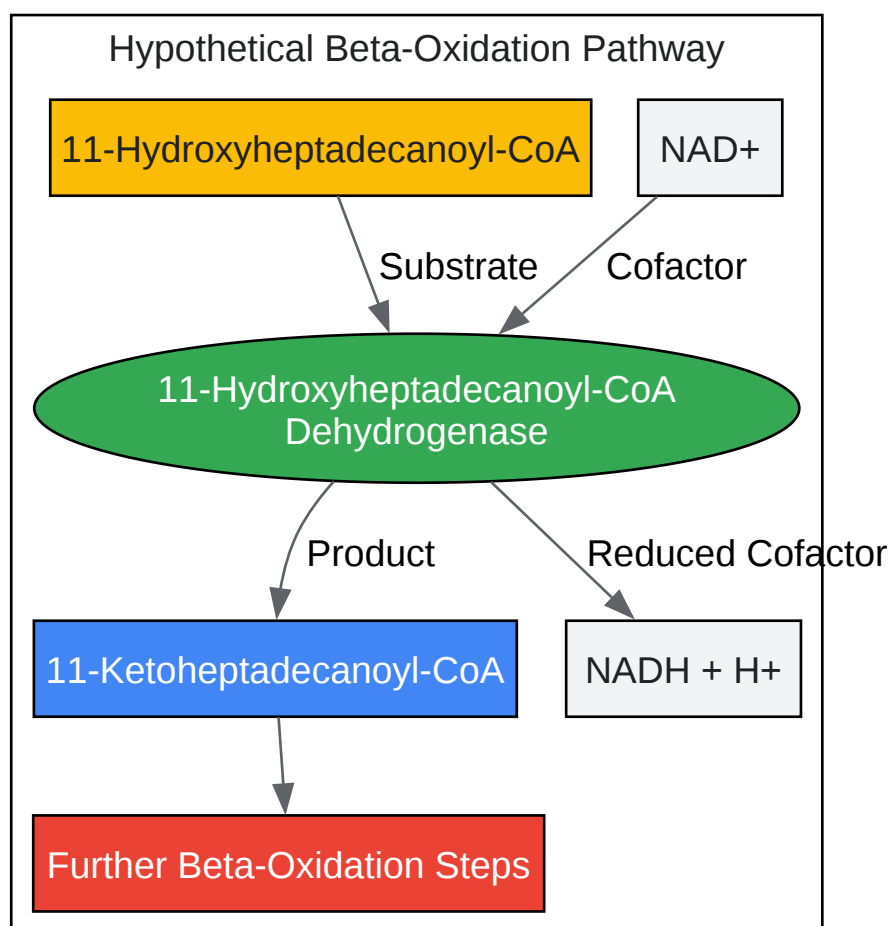 Hypothetical Beta-Oxidation Pathway
11-Hydroxyheptadecanoyl-CoA
NAD+
Substrate
Cofactor
11-Hydroxyheptadecanoyl-CoA
Dehydrogenase
Product
Reduced Cofactor
11-Ketoheptadecanoyl-CoA
NADH + H+
Further Beta-Oxidation Steps